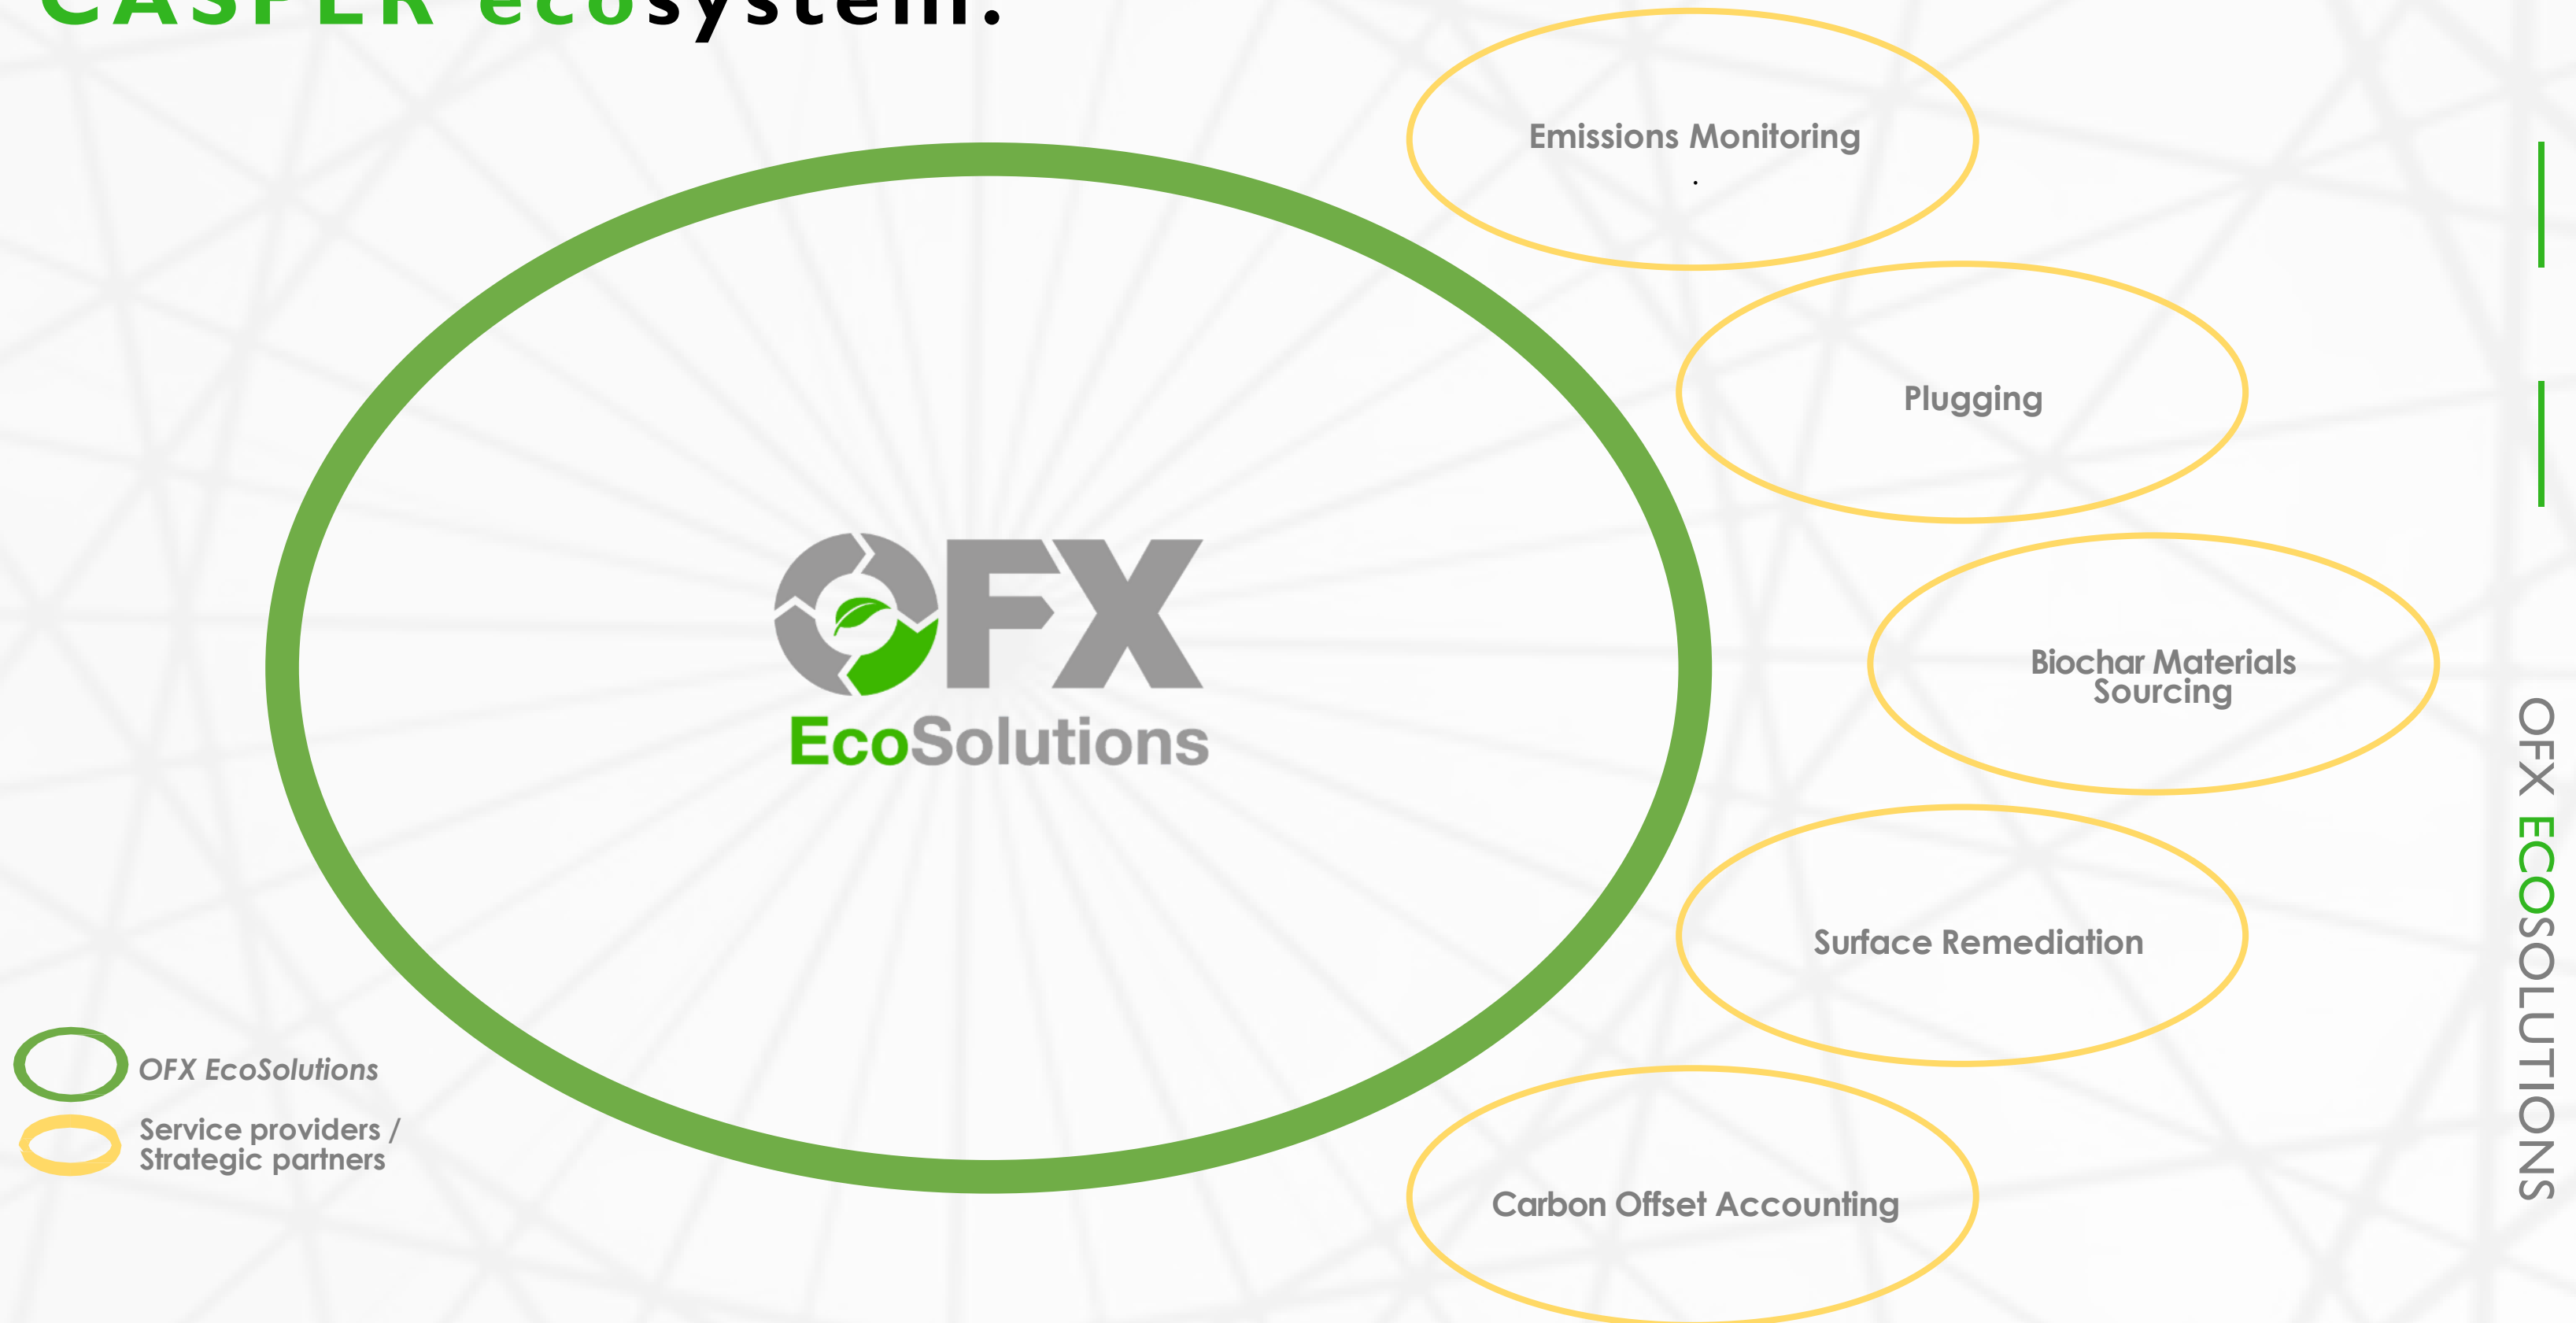 CASPER ecosystem.
Emissions Monitoring
.
Plugging
OFX
EcoSolutions
Biochar Materials
Sourcing
Surface Remediation
Carbon Offset Accounting
OFX EcoSolutions
Service providers /
Strategic partners
OFX ECOSOLUTIONS